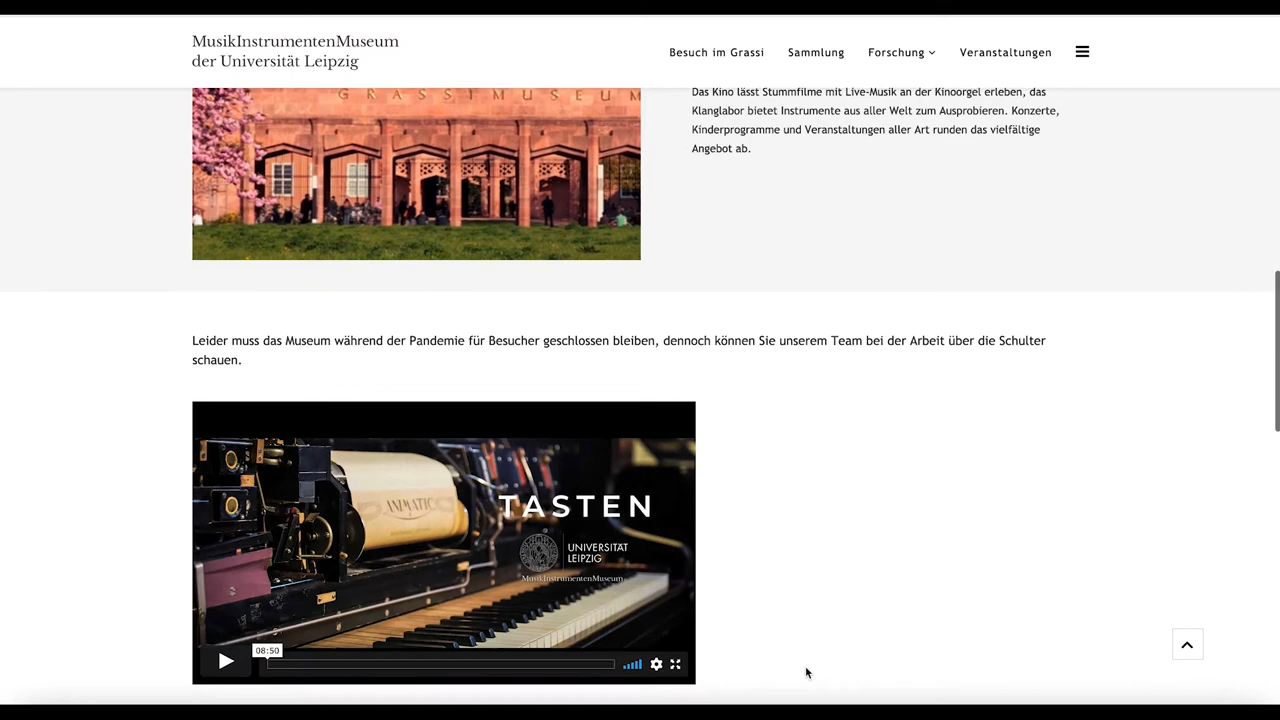 MusikInstrumentenMuseum
der Universität Leipzig
Besuch im Grassi
Sammlung
Forschung
Veranstaltungen
GRASSIMUSEUM
Das Kino lässt Stummfilme mit Live-Musik an der Kinoorgel erleben, das
Klanglabor bietet Instrumente aus aller Welt zum Ausprobieren. Konzerte,
Kinderprogramme und Veranstaltungen aller Art runden das vielfältige
Angebot ab.
Leider muss das Museum während der Pandemie für Besucher geschlossen bleiben, dennoch können Sie unserem Team bei der Arbeit über die Schulter
schauen.
ANIMATIC
TASTEN
UNIVERSITÄT
LEIPZIG
MusikInstrumentenMuseum
08:50